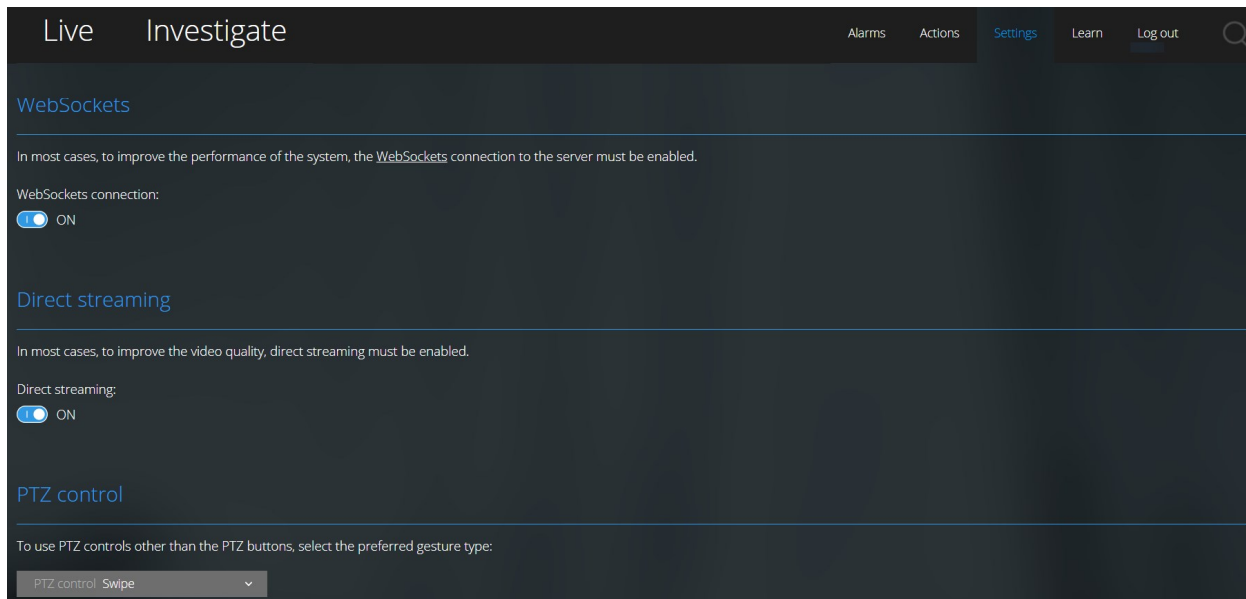 Live Investigate Alarms Actions Settings Learn Log out
WebSockets
In most cases, to improve the performance of the system, the WebSockets connection to the server must be enabled.
WebSockets connection:
ON
Direct streaming
In most cases, to improve the video quality, direct streaming must be enabled.
Direct streaming:
ON
PTZ control
To use PTZ controls other than the PTZ buttons, select the preferred gesture type:
PTZ control Swipe